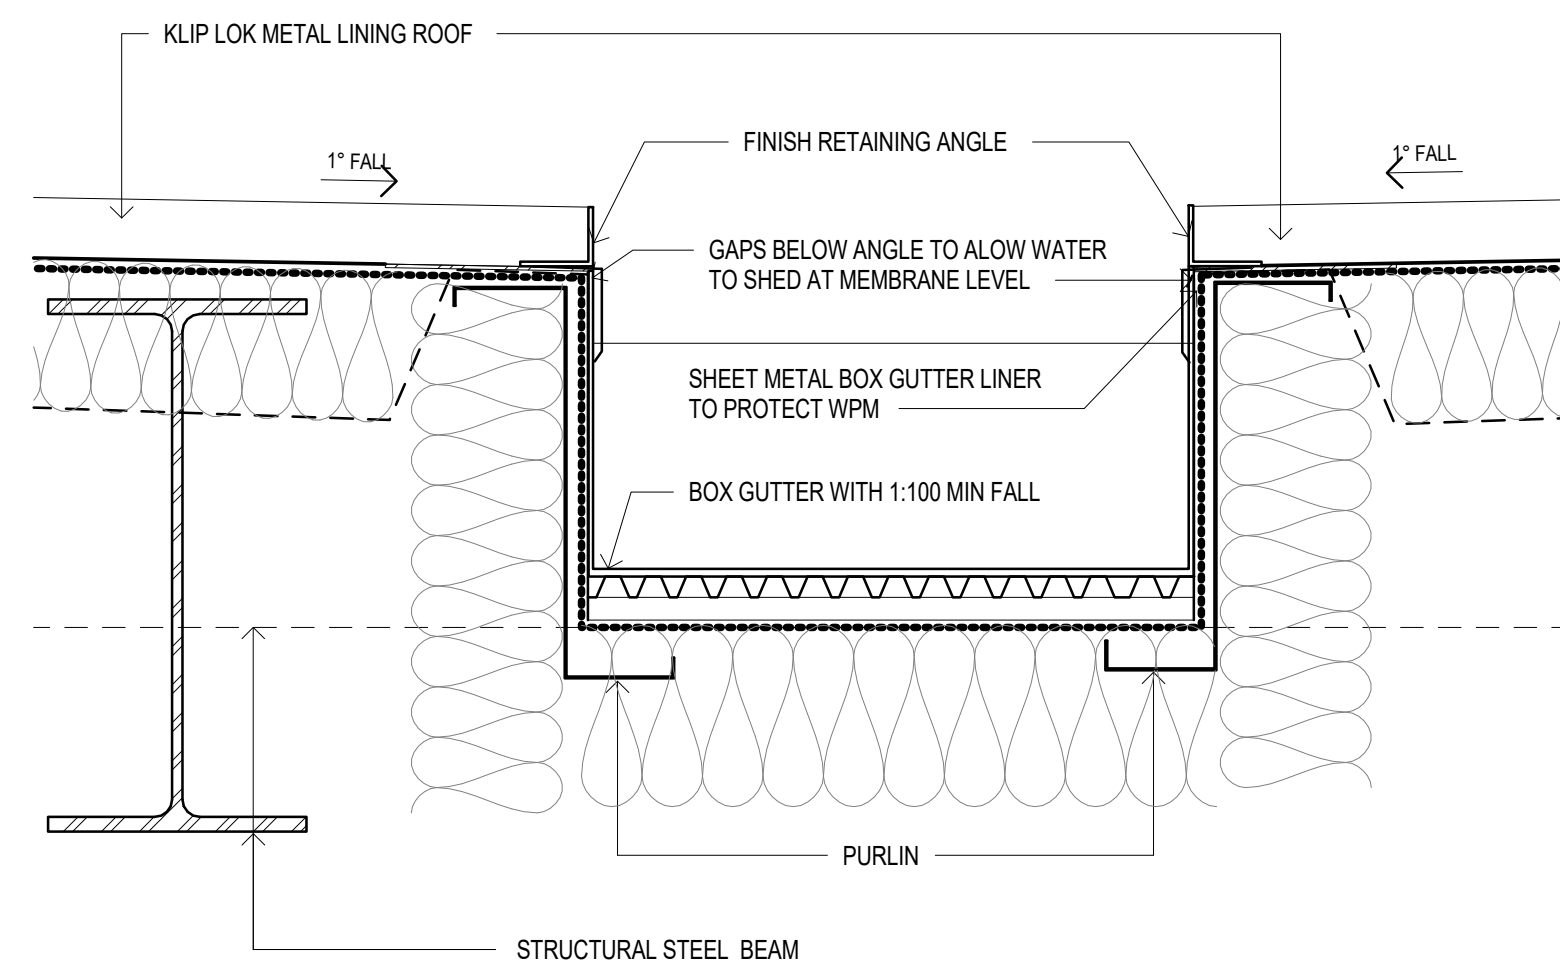 KLIP LOK METAL LINING ROOF
FINISH RETAINING ANGLE
1° FALL
1° FALL
GAPS BELOW ANGLE TO ALOW WATER
TO SHED AT MEMBRANE LEVEL
SHEET METAL BOX GUTTER LINER
TO PROTECT WPM
BOX GUTTER WITH 1:100 MIN FALL
PURLIN
STRUCTURAL STEEL BEAM